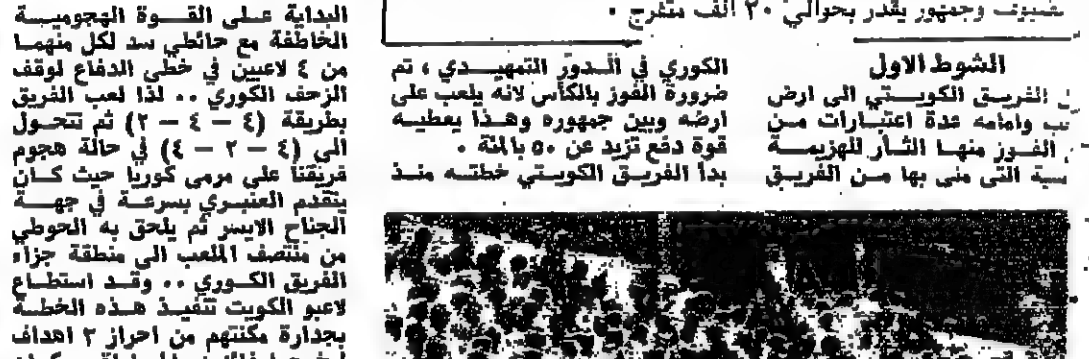 وجمهور يقدر بحوالي ٢٠ الف متفرج •
الشوط الاول
الفريق الكويتي الى ارض
وامامه عدة اعتبارات من
الفوز منها الثأر للهزيمة
التى منى بها من الفريق
الكوري في الدور التمهيدي ، ثم
ضرورة الفوز بالكأس لانه يلعب على
ارضه وبين جمهوره وهذا يعطيه
قوة دفع تزيد عن ٥٠ بالمئة •
بدأ الفريق الكويتي خطته منذ
البداية على القوة الهجومية
الخاطفة مع حائطي سد لكل منهما
من ٤ لاعبين في خطى الدفاع لوقف
الزحف الكوري •• لذا لعب الفريق
بطريقة (٤ – ٤ – ٢) ثم تتحول
الى (٤ – ٢ – ٤) في حالة هجوم
فريقنا على مرمى كوريا حيث كان
يتقدم العنبري بسرعة في جهة
الجناح الايسر ثم يلحق به الحوطي
من منتصف الملعب الى منطقة جزاء
الفريق الكوري •• وقد استطاع
لاعبو الكويت تنفيذ هذه الخطة
بجدارة مكنتهم من احراز ٣ اهداف